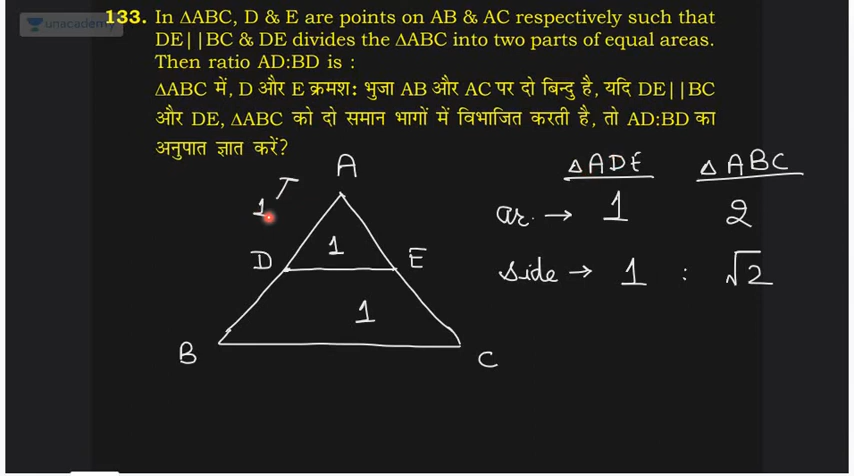 unacademy
133. In ΔABC, D & E are points on AB & AC respectively such that
DE||BC & DE divides the ΔABC into two parts of equal areas.
Then ratio AD:BD is :
ΔABC में, D और E क्रमश: भुजा AB और AC पर दो बिन्दु है, यदि DE||BC
और DE, ΔABC को दो समान भागों में विभाजित करती है, तो AD:BD का
अनुपात ज्ञात करें?
A
ΔADE ΔABC
1
ar. → 1 2
1
D E
side → 1 : √2
1
B C